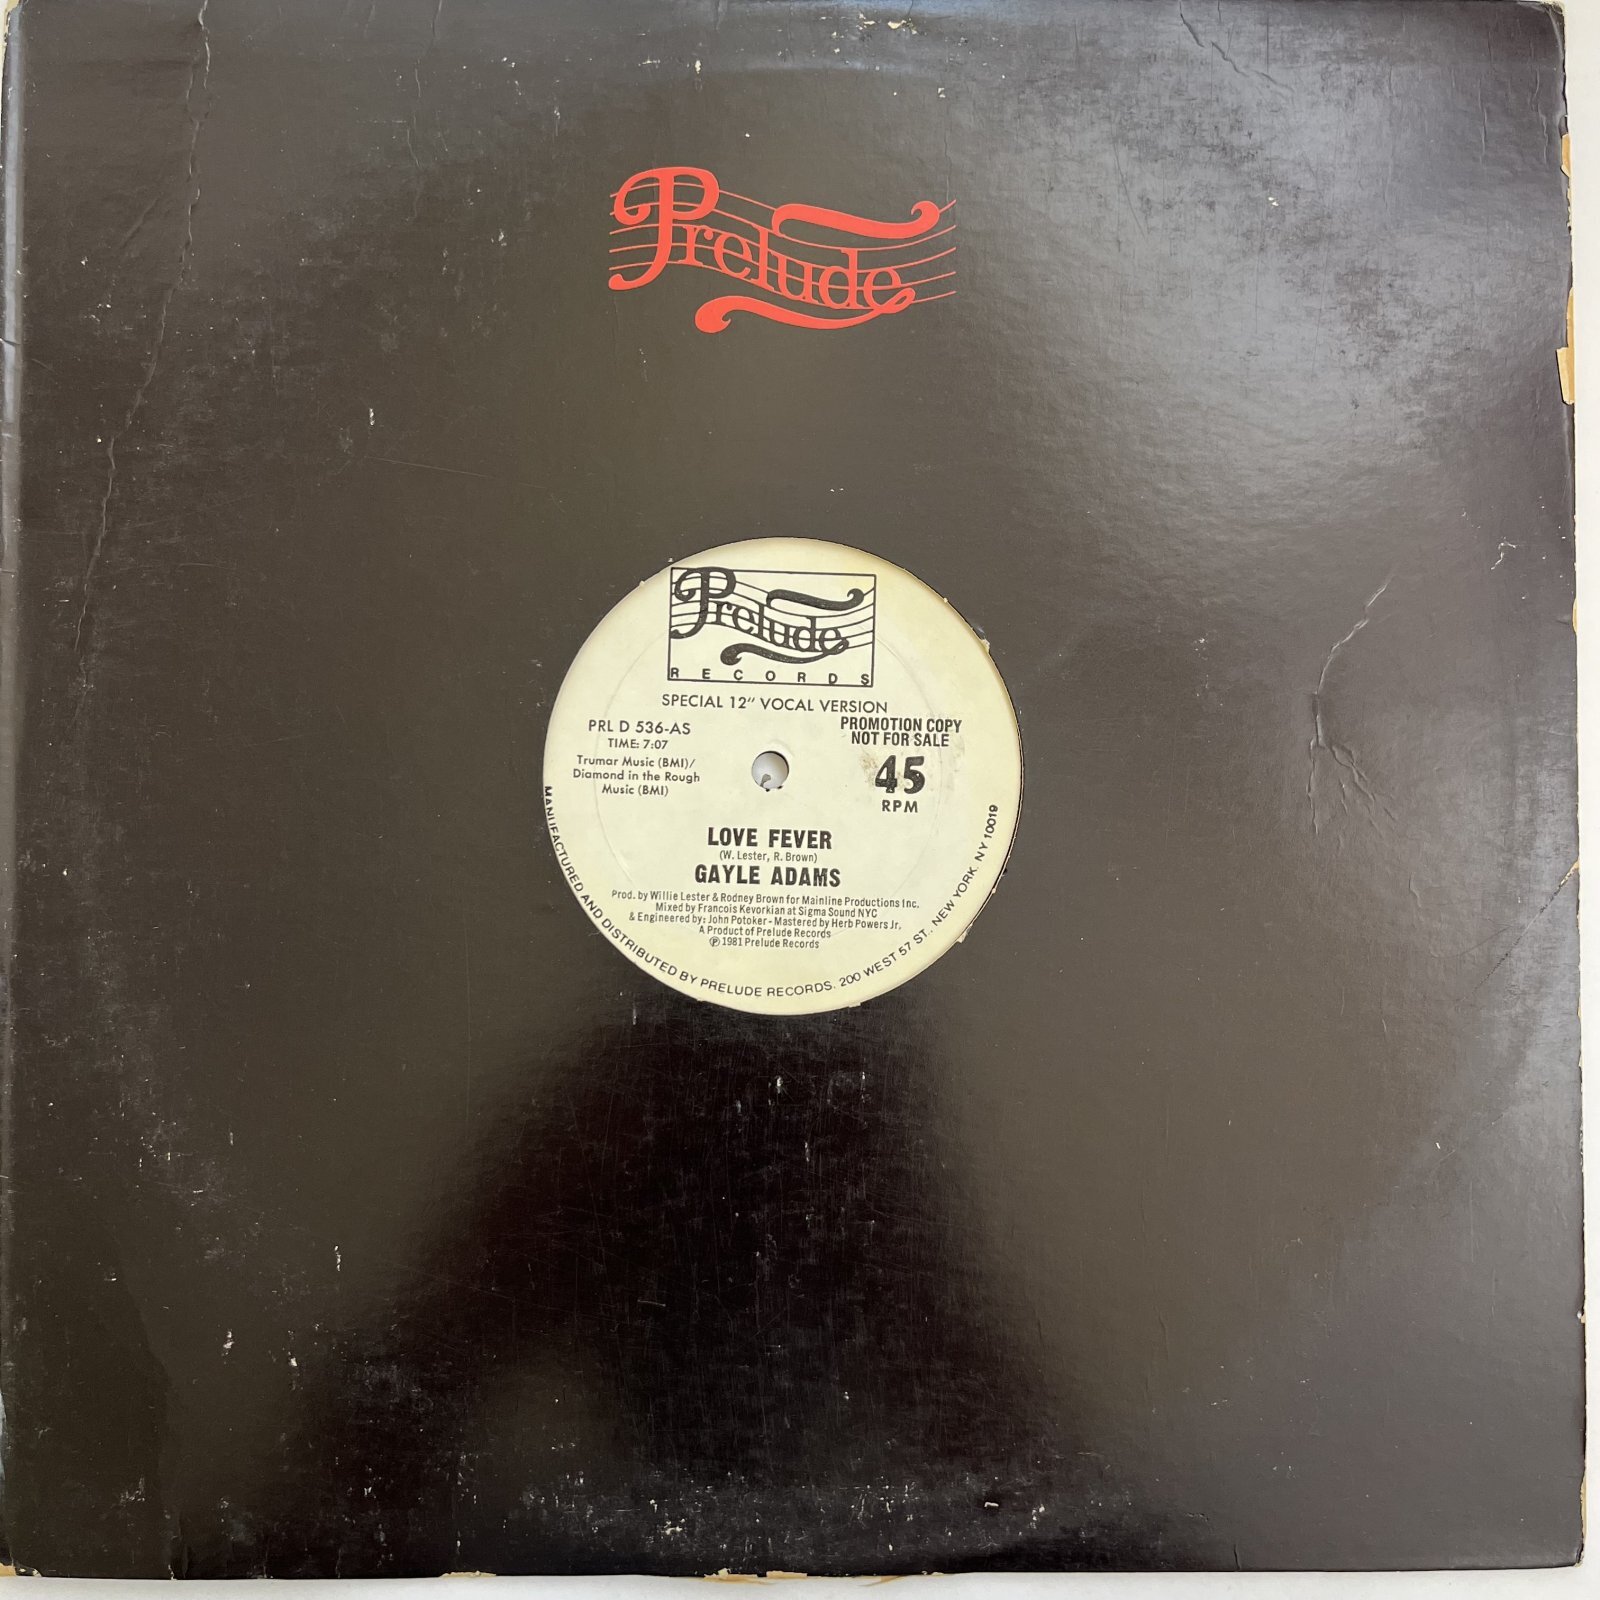 Prelude
Prelude
RECORDS
SPECIAL 12" VOCAL VERSION
PRL D 536-AS
TIME: 7:07
Trumar Music (BMI)/
Diamond in the Rough
Music (BMI)
PROMOTION COPY
NOT FOR SALE
45
RPM
LOVE FEVER
(W. Lester, R. Brown)
GAYLE ADAMS
Prod. by Willie Lester & Rodney Brown for Mainline Productions Inc.
Mixed by Francois Kevorkian at Sigma Sound NYC
& Engineered by: John Potoker - Mastered by Herb Powers Jr.
A Product of Prelude Records
℗ 1981 Prelude Records
MANUFACTURED AND DISTRIBUTED BY PRELUDE RECORDS. 200 WEST 57 ST., NEW YORK. NY 10019